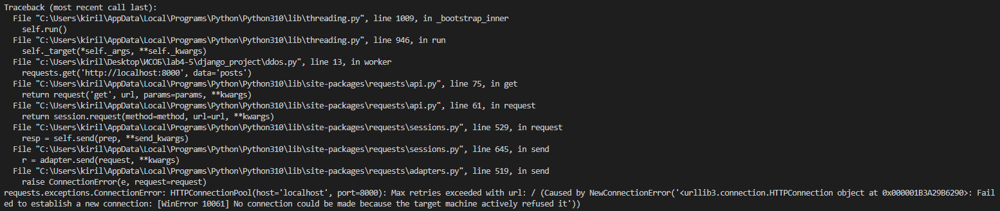 Traceback (most recent call last):
  File "C:\Users\kiril\AppData\Local\Programs\Python\Python310\lib\threading.py", line 1009, in _bootstrap_inner
    self.run()
  File "C:\Users\kiril\AppData\Local\Programs\Python\Python310\lib\threading.py", line 946, in run
    self._target(*self._args, **self._kwargs)
  File "c:\Users\kiril\Desktop\ИСОБ\lab4-5\django_project\ddos.py", line 13, in worker
    requests.get('http://localhost:8000', data='posts')
  File "C:\Users\kiril\AppData\Local\Programs\Python\Python310\lib\site-packages\requests\api.py", line 75, in get
    return request('get', url, params=params, **kwargs)
  File "C:\Users\kiril\AppData\Local\Programs\Python\Python310\lib\site-packages\requests\api.py", line 61, in request
    return session.request(method=method, url=url, **kwargs)
  File "C:\Users\kiril\AppData\Local\Programs\Python\Python310\lib\site-packages\requests\sessions.py", line 529, in request
    resp = self.send(prep, **send_kwargs)
  File "C:\Users\kiril\AppData\Local\Programs\Python\Python310\lib\site-packages\requests\sessions.py", line 645, in send
    r = adapter.send(request, **kwargs)
  File "C:\Users\kiril\AppData\Local\Programs\Python\Python310\lib\site-packages\requests\adapters.py", line 519, in send
    raise ConnectionError(e, request=request)
requests.exceptions.ConnectionError: HTTPConnectionPool(host='localhost', port=8000): Max retries exceeded with url: / (Caused by NewConnectionError('<urllib3.connection.HTTPConnection object at 0x000001B3A29B6290>: Fail
ed to establish a new connection: [WinError 10061] No connection could be made because the target machine actively refused it'))